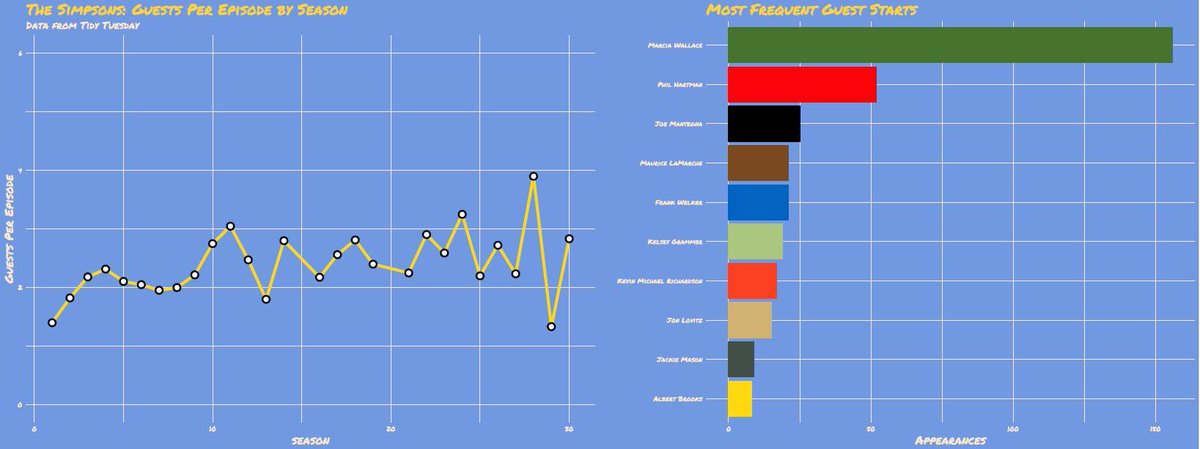 The Simpsons: Guests Per Episode by Season
Data from Tidy Tuesday
Guests Per Episode
6
4
2
0
0
10
20
30
season
Most Frequent Guest Starts
Marcia Wallace
Phil Hartman
Joe Mantegna
Maurice LaMarche
Frank Welker
Kelsey Grammer
Kevin Michael Richardson
Jon Lovitz
Jackie Mason
Albert Brooks
0
50
100
150
Appearances